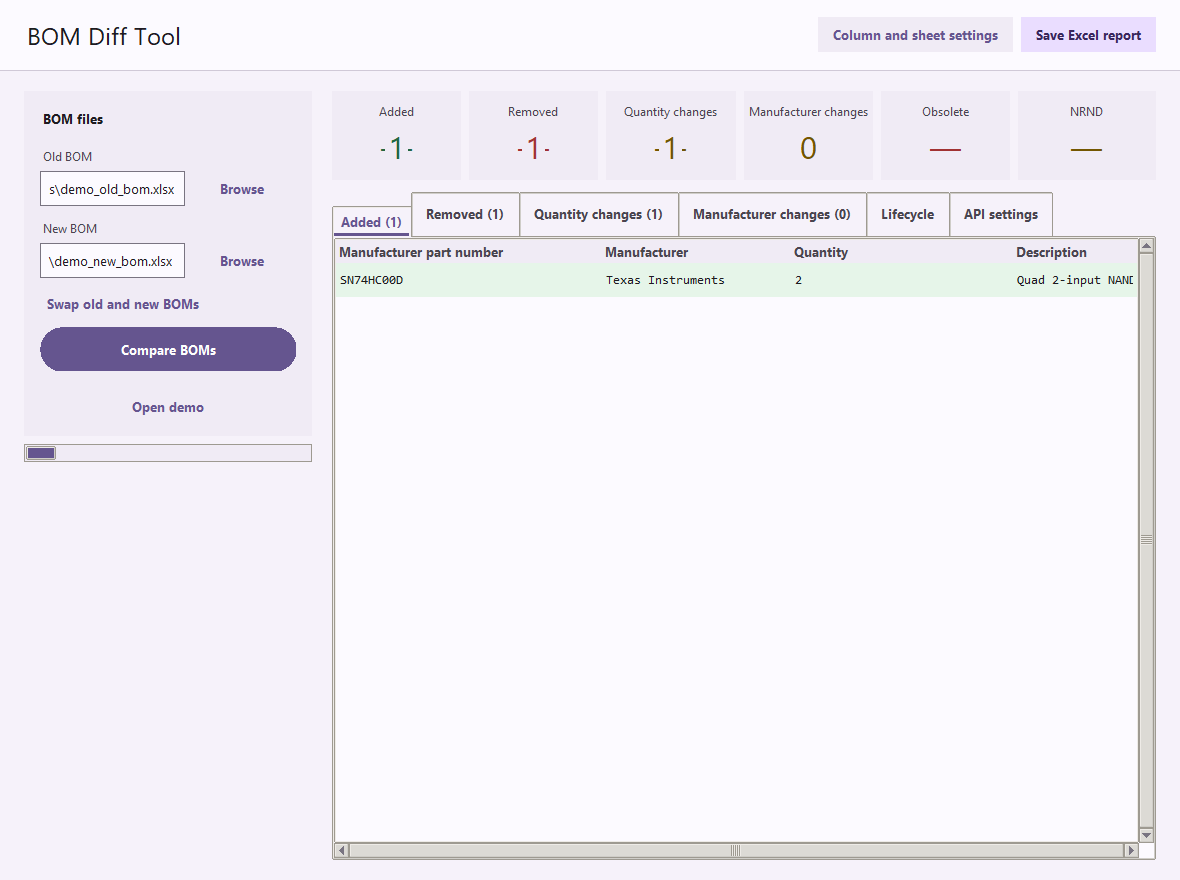 BOM Diff Tool
Column and sheet settings
Save Excel report
BOM files
Old BOM
s\demo_old_bom.xlsx
Browse
New BOM
\demo_new_bom.xlsx
Browse
Swap old and new BOMs
Compare BOMs
Open demo
Added
-1-
Removed
-1-
Quantity changes
-1-
Manufacturer changes
0
Obsolete
—
NRND
—
Added (1)
Removed (1)
Quantity changes (1)
Manufacturer changes (0)
Lifecycle
API settings
Manufacturer part number Manufacturer Quantity Description
SN74HC00D Texas Instruments 2 Quad 2-input NAND